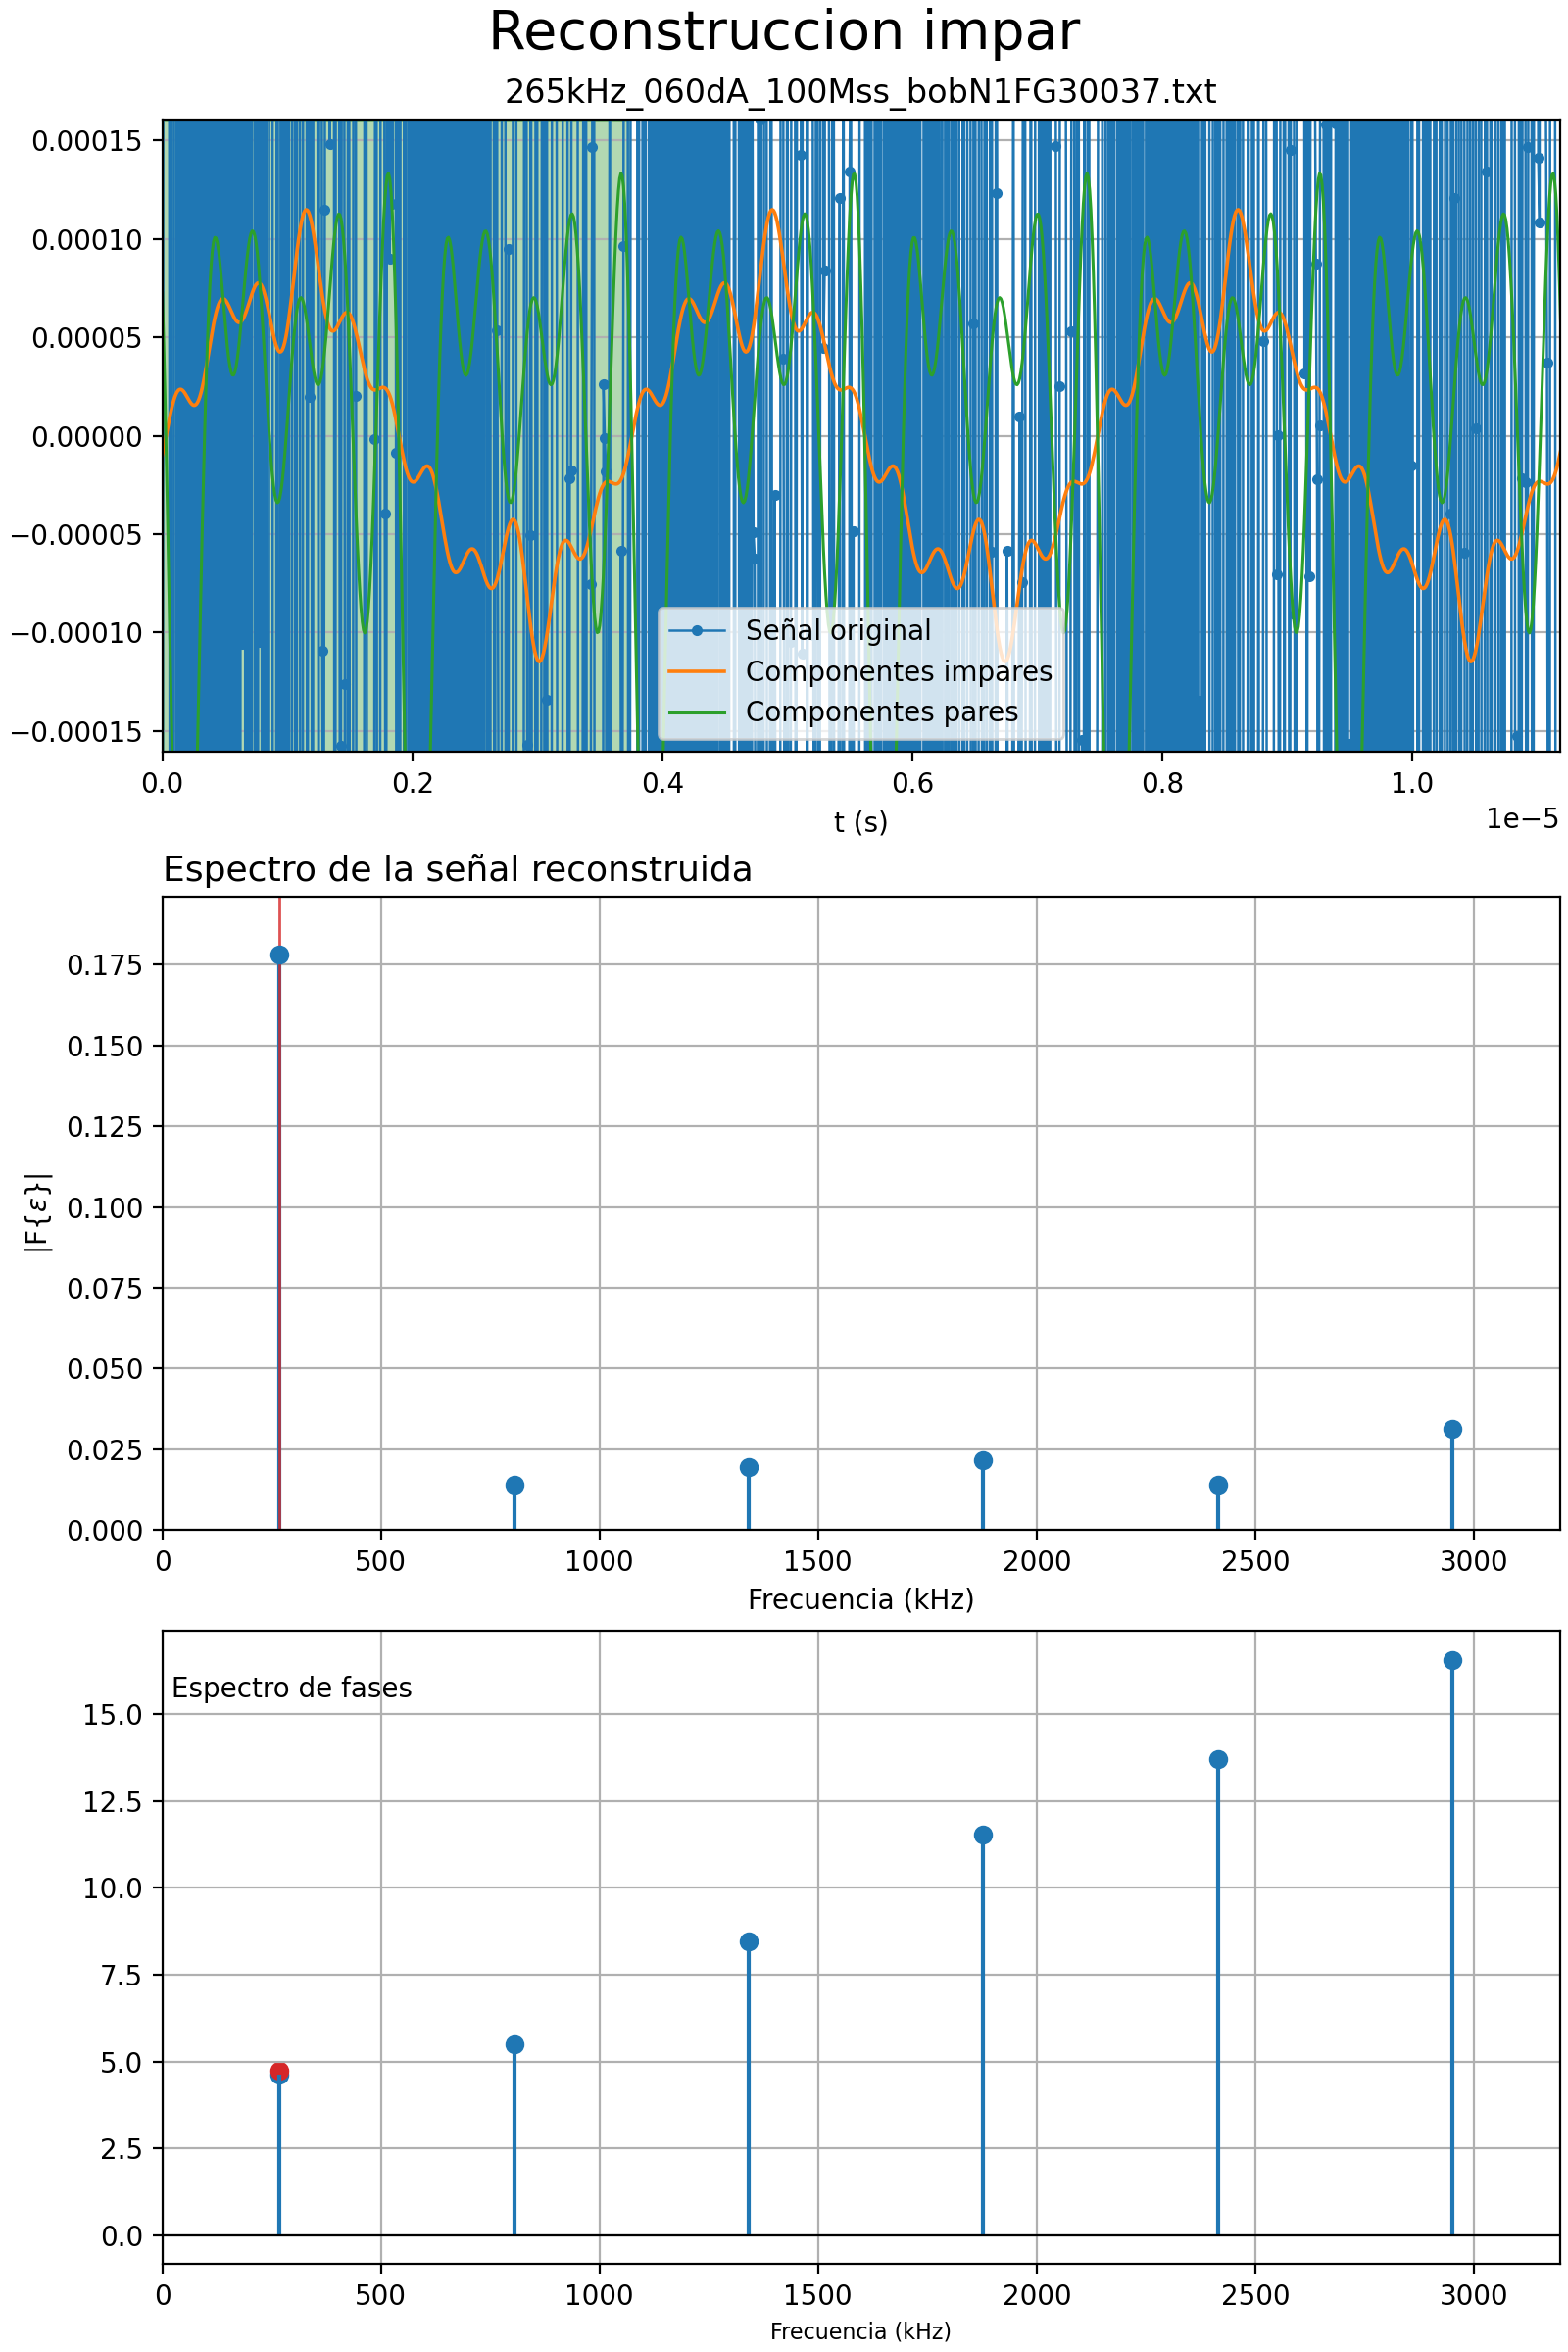 Reconstruccion impar
265kHz_060dA_100Mss_bobN1FG30037.txt
0.00015
0.00010
0.00005
0.00000
−0.00005
−0.00010
−0.00015
Señal original
Componentes impares
Componentes pares
0.0 0.2 0.4 0.6 0.8 1.0
1e−5
t (s)
Espectro de la señal reconstruida
0.175
0.150
0.125
0.100
0.075
0.050
0.025
0.000
|F{ε}|
0 500 1000 1500 2000 2500 3000
Frecuencia (kHz)
Espectro de fases
15.0
12.5
10.0
7.5
5.0
2.5
0.0
0 500 1000 1500 2000 2500 3000
Frecuencia (kHz)